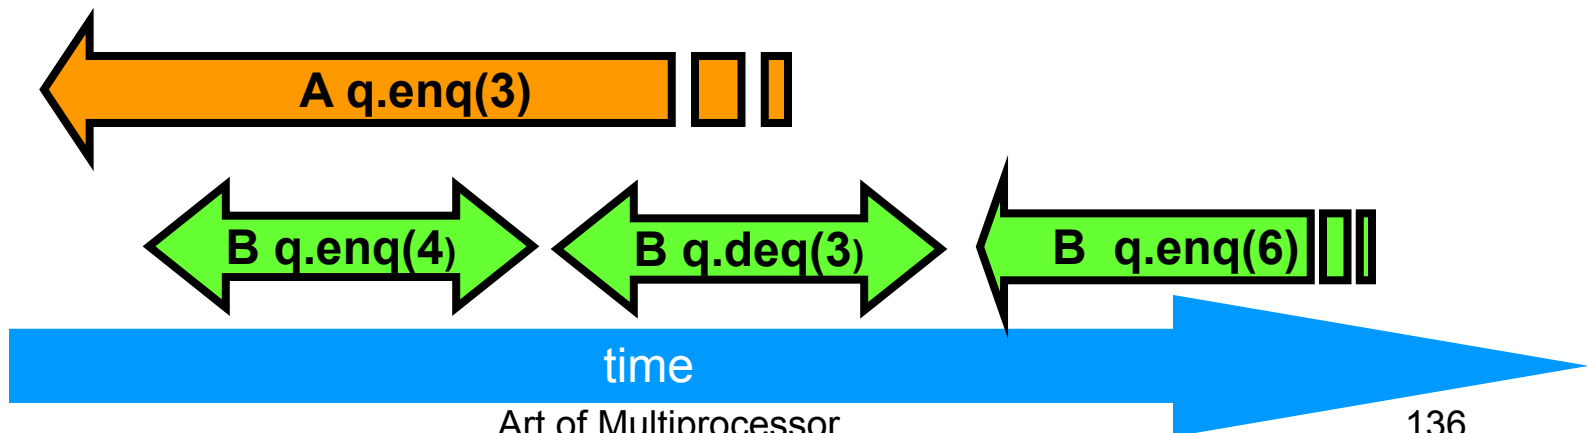 A q.enq(3)
B q.enq(4)
B q.deq(3)
B q.enq(6)
time
Art of Multiprocessor
136